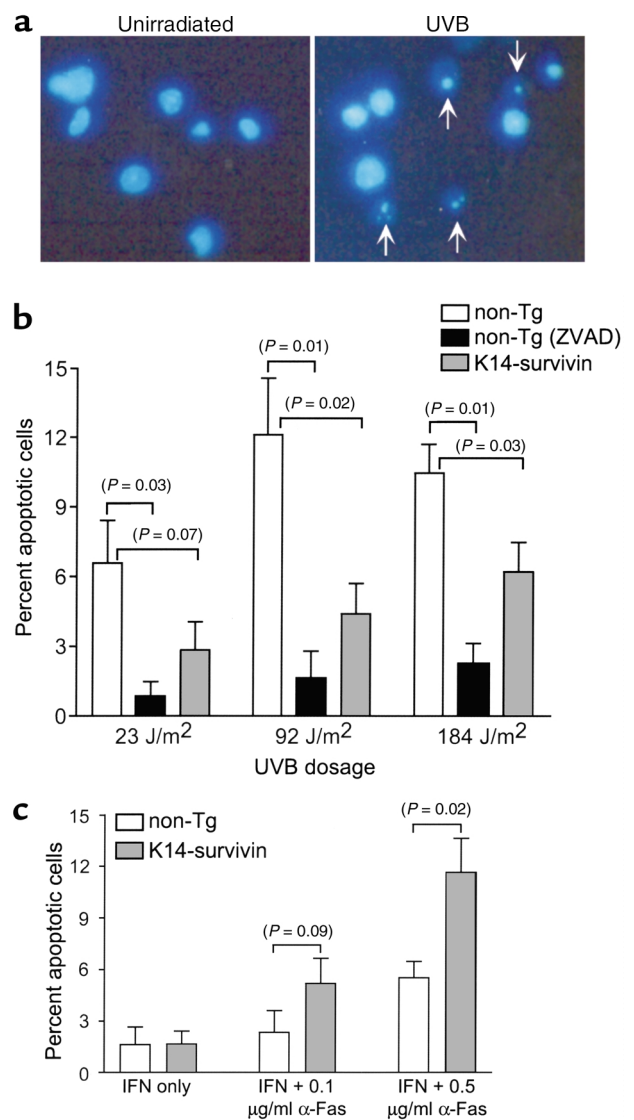 a
Unirradiated
UVB
b
non-Tg
non-Tg (ZVAD)
K14-survivin
Percent apoptotic cells
15
12
9
6
3
0
(P = 0.03)
(P = 0.07)
(P = 0.01)
(P = 0.02)
(P = 0.01)
(P = 0.03)
23 J/m²
92 J/m²
184 J/m²
UVB dosage
c
non-Tg
K14-survivin
Percent apoptotic cells
15
12
9
6
3
0
(P = 0.09)
(P = 0.02)
IFN only
IFN + 0.1
µg/ml α-Fas
IFN + 0.5
µg/ml α-Fas